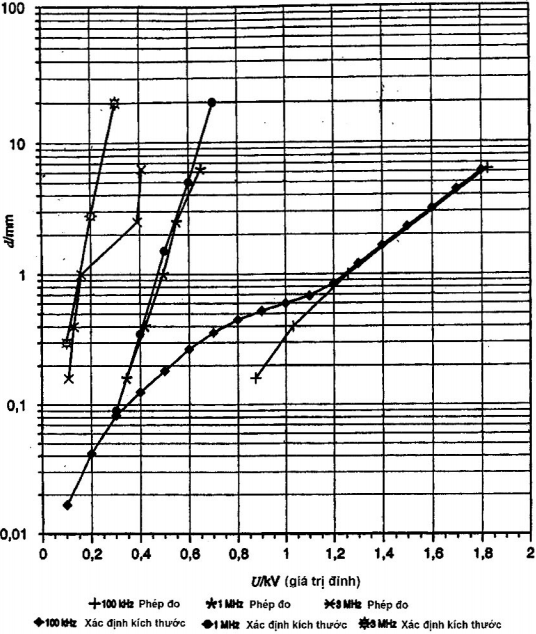 100
10
1
0,1
0,01
d/mm
0 0,2 0,4 0,6 0,8 1 1,2 1,4 1,6 1,8 2
U/kV (giá trị đỉnh)
100 kHz Phép đo 1 MHz Phép đo 3 MHz Phép đo
100 kHz Xác định kích thước 1 MHz Xác định kích thước 3 MHz Xác định kích thước